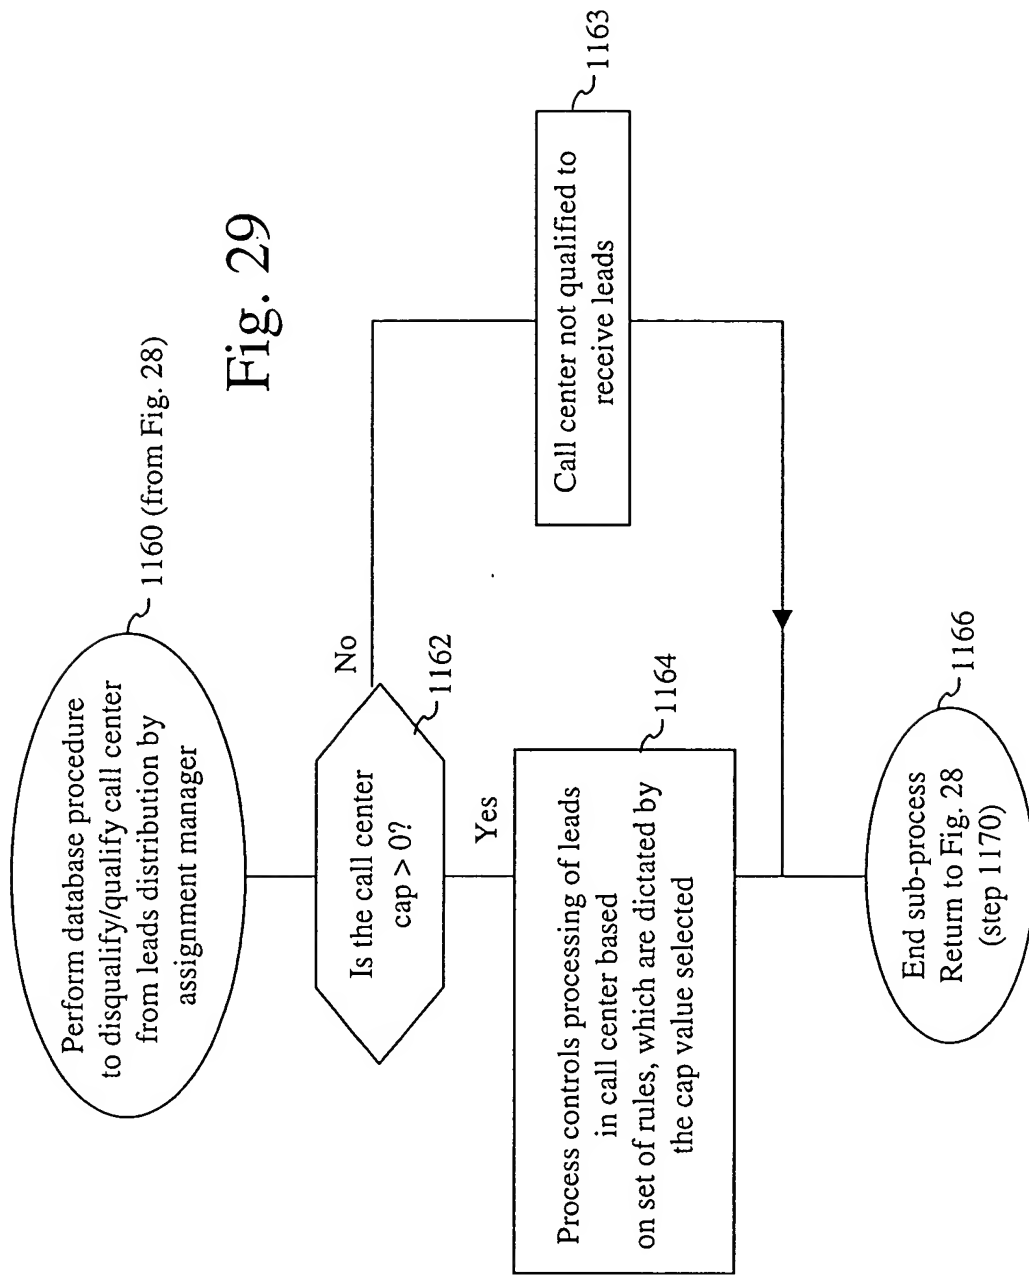 Fig. 29
1160 (from Fig. 28)
Perform database procedure
to disqualify/qualify call center
from leads distribution by
assignment manager
No
Is the call center
cap > 0?
1162
Yes
1163
Call center not qualified to
receive leads
1164
Process controls processing of leads
in call center based
on set of rules, which are dictated by
the cap value selected
1166
End sub-process
Return to Fig. 28
(step 1170)